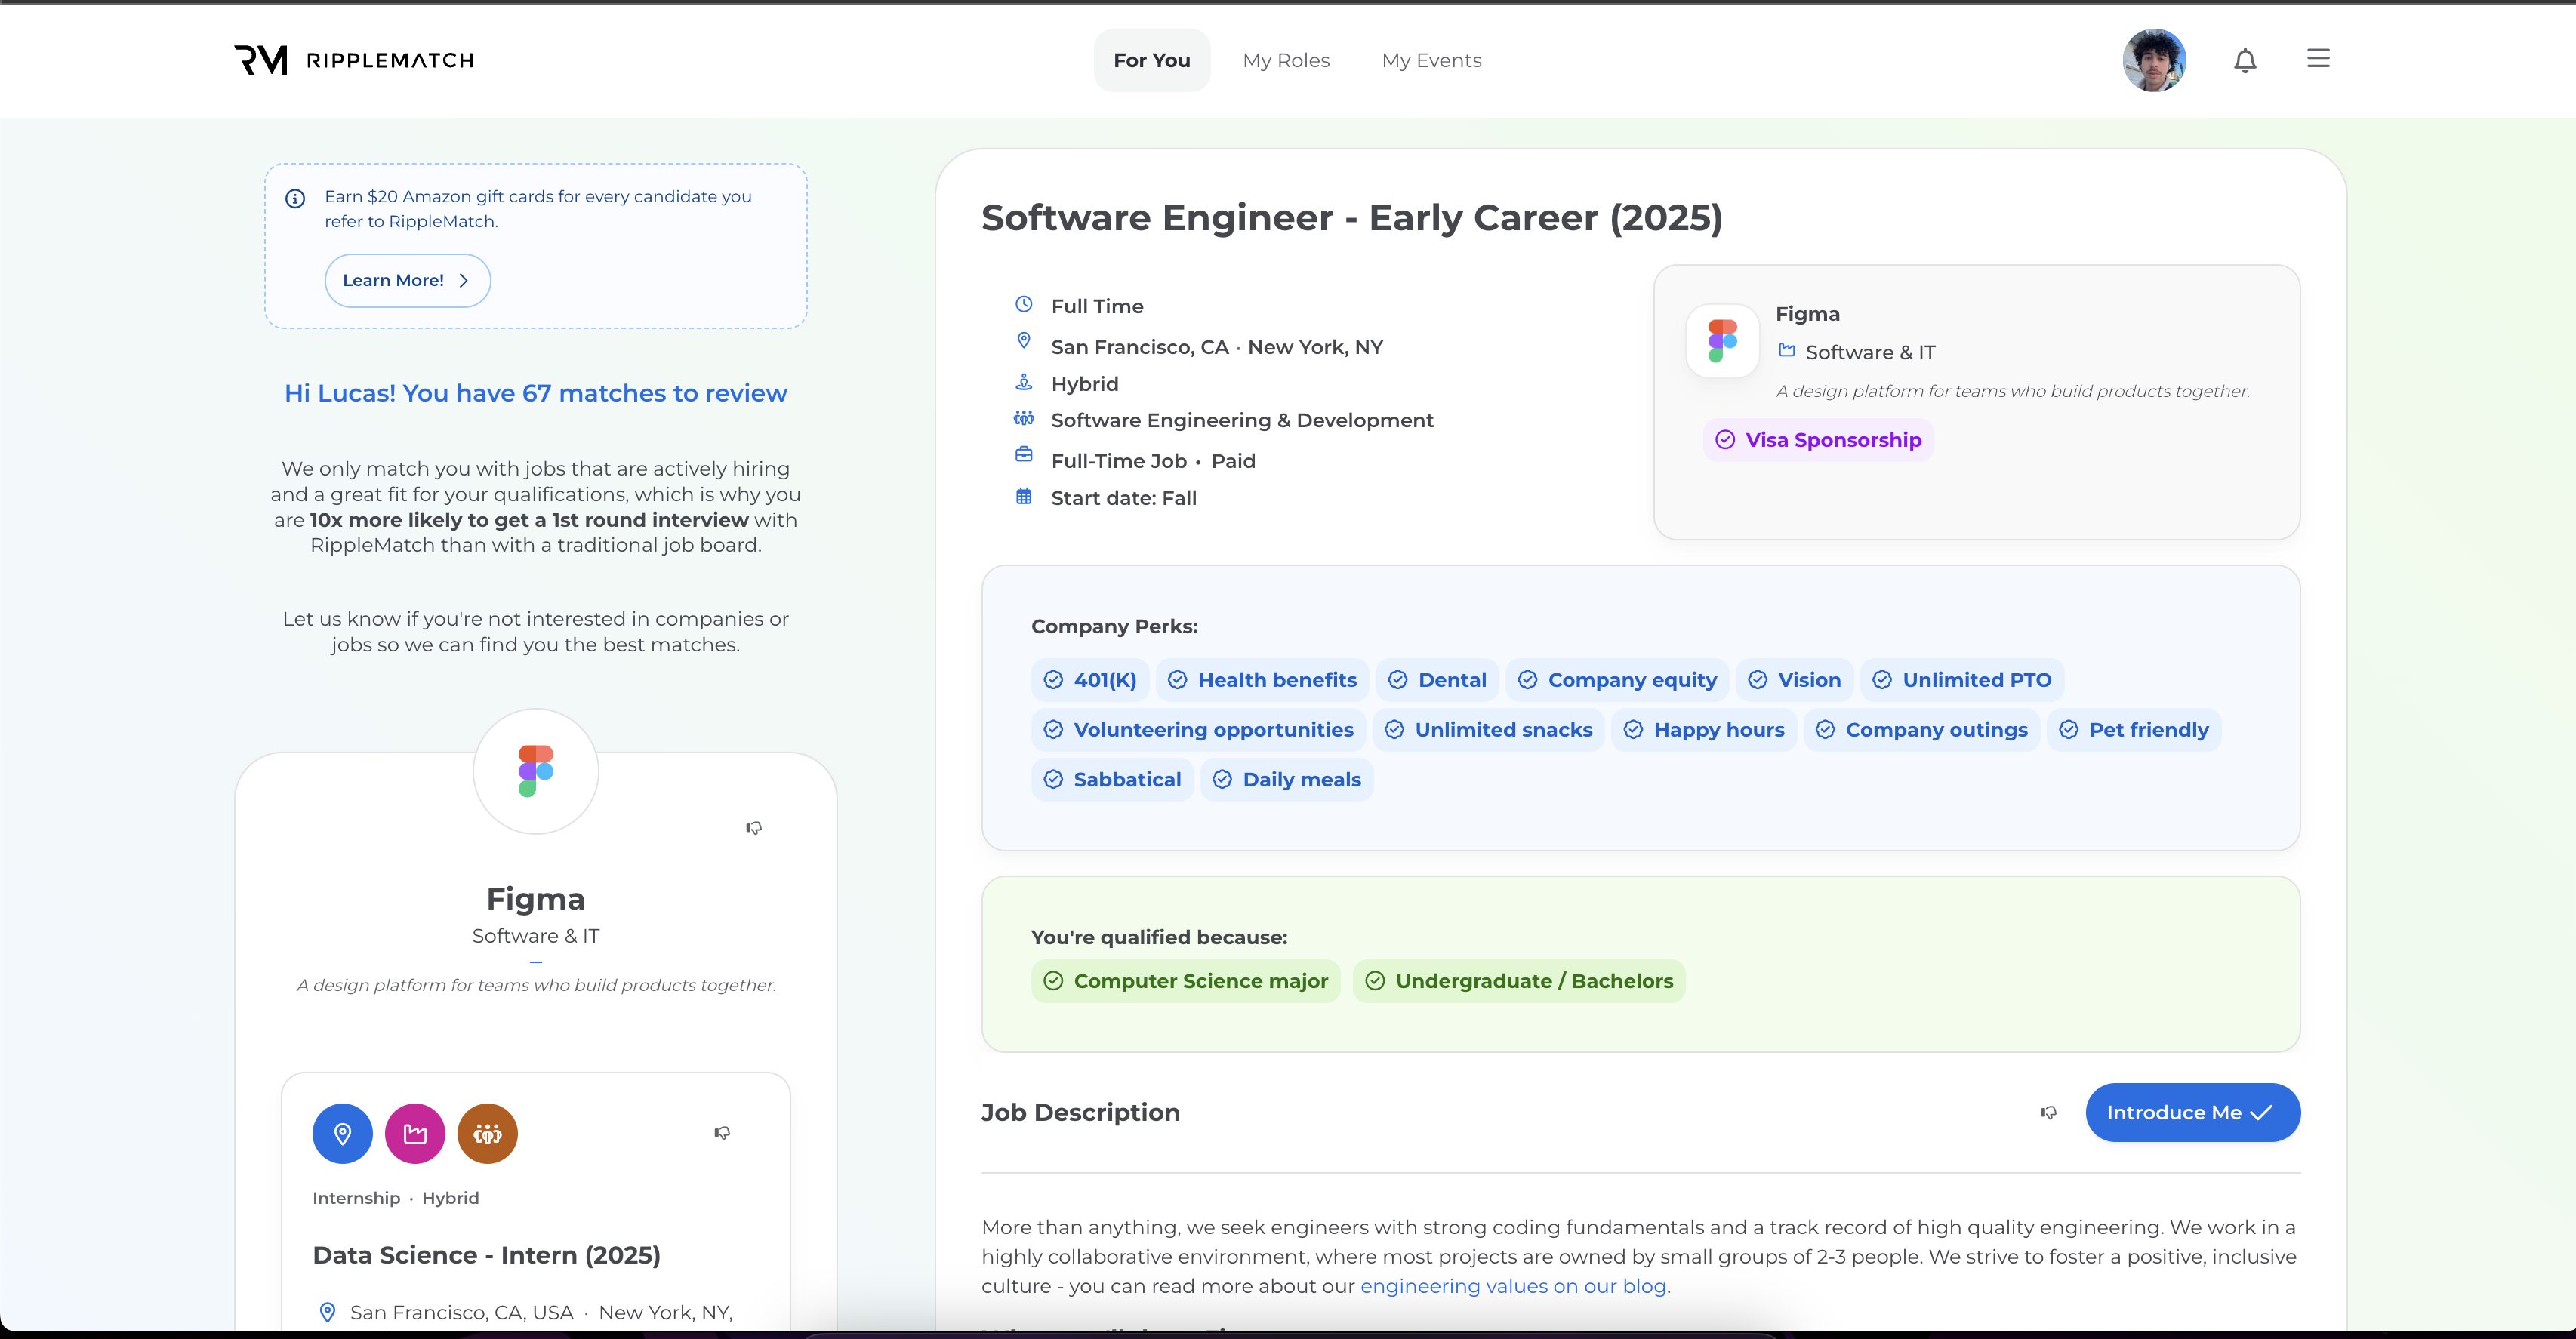 RIPPLEMATCH
For You
My Roles
My Events
Earn $20 Amazon gift cards for every candidate you
refer to RippleMatch.
Learn More!
Hi Lucas! You have 67 matches to review
We only match you with jobs that are actively hiring
and a great fit for your qualifications, which is why you
are 10x more likely to get a 1st round interview with
RippleMatch than with a traditional job board.
Let us know if you're not interested in companies or
jobs so we can find you the best matches.
Figma
Software & IT
A design platform for teams who build products together.
Internship · Hybrid
Data Science - Intern (2025)
San Francisco, CA, USA · New York, NY,
Software Engineer - Early Career (2025)
Full Time
San Francisco, CA · New York, NY
Hybrid
Software Engineering & Development
Full-Time Job • Paid
Start date: Fall
Figma
Software & IT
A design platform for teams who build products together.
Visa Sponsorship
Company Perks:
401(K) Health benefits Dental Company equity Vision Unlimited PTO
Volunteering opportunities Unlimited snacks Happy hours Company outings Pet friendly
Sabbatical Daily meals
You're qualified because:
Computer Science major Undergraduate / Bachelors
Job Description
Introduce Me
More than anything, we seek engineers with strong coding fundamentals and a track record of high quality engineering. We work in a
highly collaborative environment, where most projects are owned by small groups of 2-3 people. We strive to foster a positive, inclusive
culture - you can read more about our engineering values on our blog.